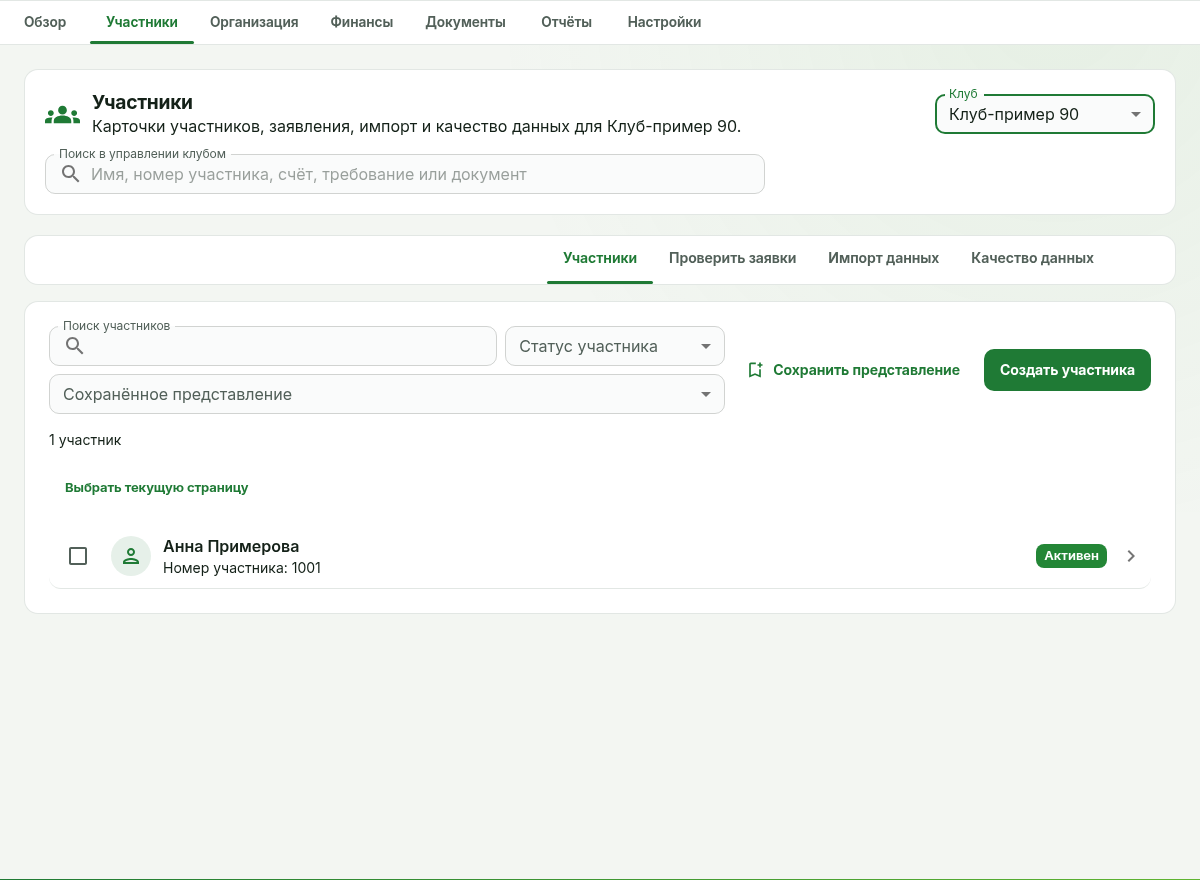 Обзор
Участники
Организация
Финансы
Документы
Отчёты
Настройки
Участники
Карточки участников, заявления, импорт и качество данных для Клуб-пример 90.
Клуб
Клуб-пример 90
Поиск в управлении клубом
Имя, номер участника, счёт, требование или документ
Участники
Проверить заявки
Импорт данных
Качество данных
Поиск участников
Статус участника
Сохранить представление
Создать участника
Сохранённое представление
1 участник
Выбрать текущую страницу
Анна Примерова
Номер участника: 1001
Активен